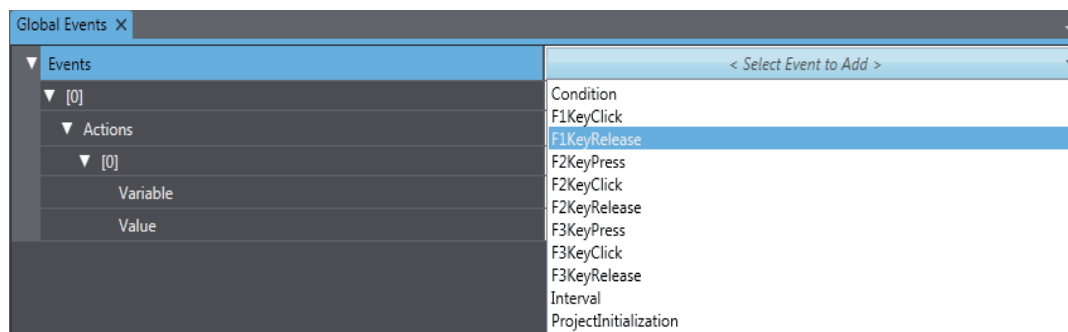 Global Events X
Events
< Select Event to Add >
[0]
Actions
[0]
Variable
Value
Condition
F1KeyClick
F1KeyRelease
F2KeyPress
F2KeyClick
F2KeyRelease
F3KeyPress
F3KeyClick
F3KeyRelease
Interval
ProjectInitialization